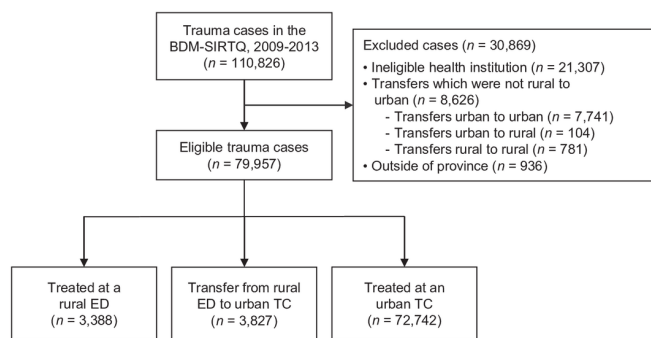 Trauma cases in the
BDM-SIRTQ, 2009-2013
(n = 110,826)
Excluded cases (n = 30,869)
• Ineligible health institution (n = 21,307)
• Transfers which were not rural to
urban (n = 8,626)
- Transfers urban to urban (n = 7,741)
- Transfers urban to rural (n = 104)
- Transfers rural to rural (n = 781)
• Outside of province (n = 936)
Eligible trauma cases
(n = 79,957)
Treated at a
rural ED
(n = 3,388)
Transfer from rural
ED to urban TC
(n = 3,827)
Treated at an
urban TC
(n = 72,742)